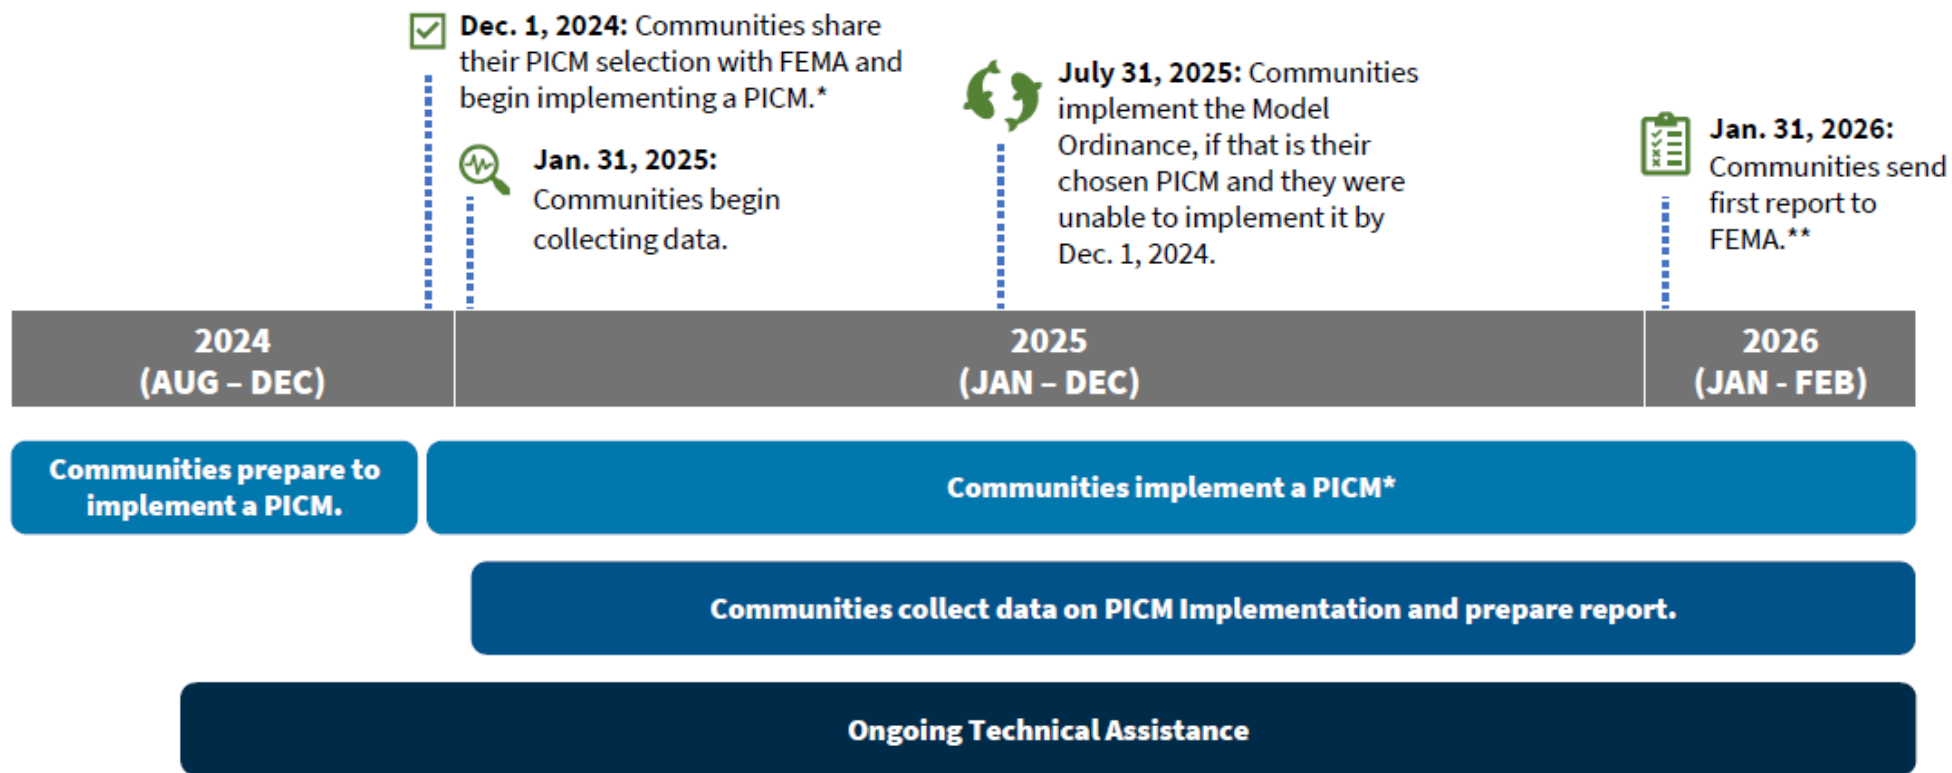 Dec. 1, 2024: Communities share
their PICM selection with FEMA and
begin implementing a PICM.*
Jan. 31, 2025:
Communities begin
collecting data.
July 31, 2025: Communities
implement the Model
Ordinance, if that is their
chosen PICM and they were
unable to implement it by
Dec. 1, 2024.
Jan. 31, 2026:
Communities send
first report to
FEMA.**
2024
(AUG – DEC)
2025
(JAN – DEC)
2026
(JAN - FEB)
Communities prepare to
implement a PICM.
Communities implement a PICM*
Communities collect data on PICM Implementation and prepare report.
Ongoing Technical Assistance